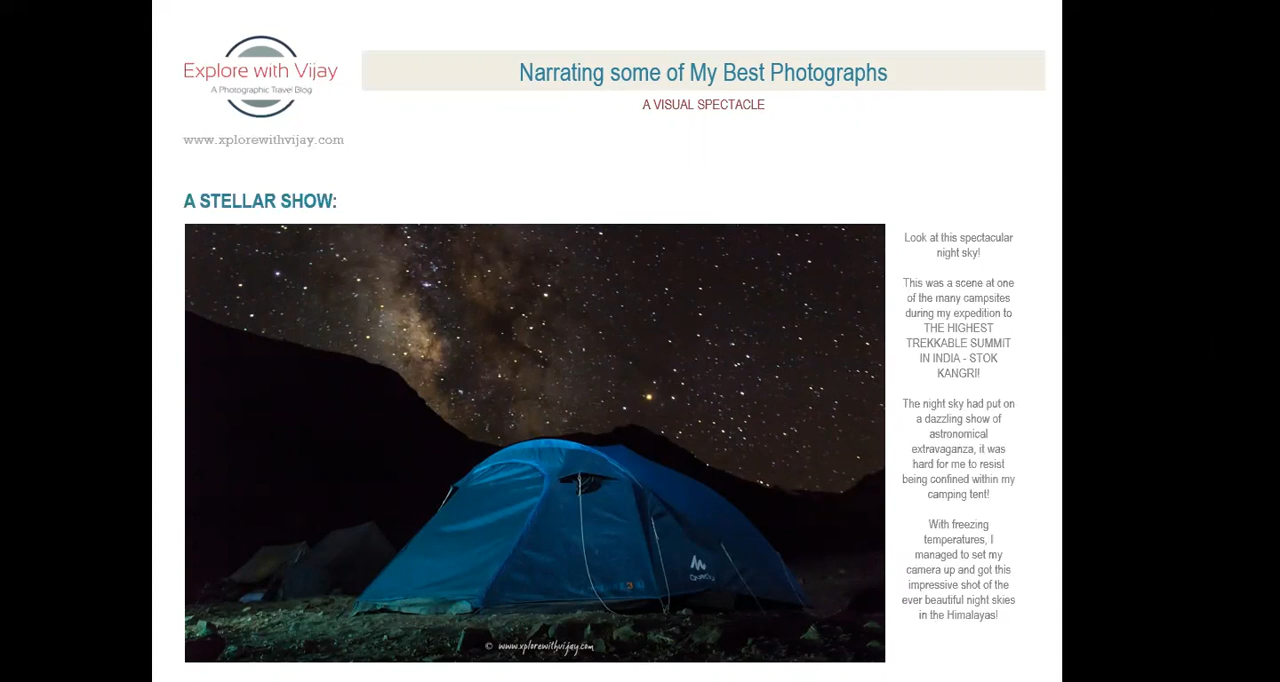 Explore with Vijay
A Photographic Travel Blog
www.xplorewithvijay.com
Narrating some of My Best Photographs
A VISUAL SPECTACLE
A STELLAR SHOW:
Look at this spectacular
night sky!
This was a scene at one
of the many campsites
during my expedition to
THE HIGHEST
TREKKABLE SUMMIT
IN INDIA - STOK
KANGRI!
The night sky had put on
a dazzling show of
astronomical
extravaganza, it was
hard for me to resist
being confined within my
camping tent!
With freezing
temperatures, I
managed to set my
camera up and got this
impressive shot of the
ever beautiful night skies
in the Himalayas!
Quechua
© www.xplorewithvijay.com